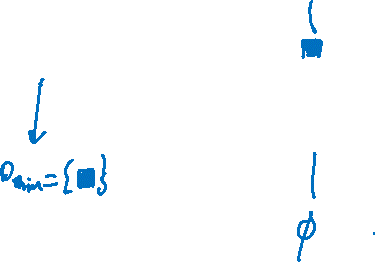 ■
D_min = {■}
∅